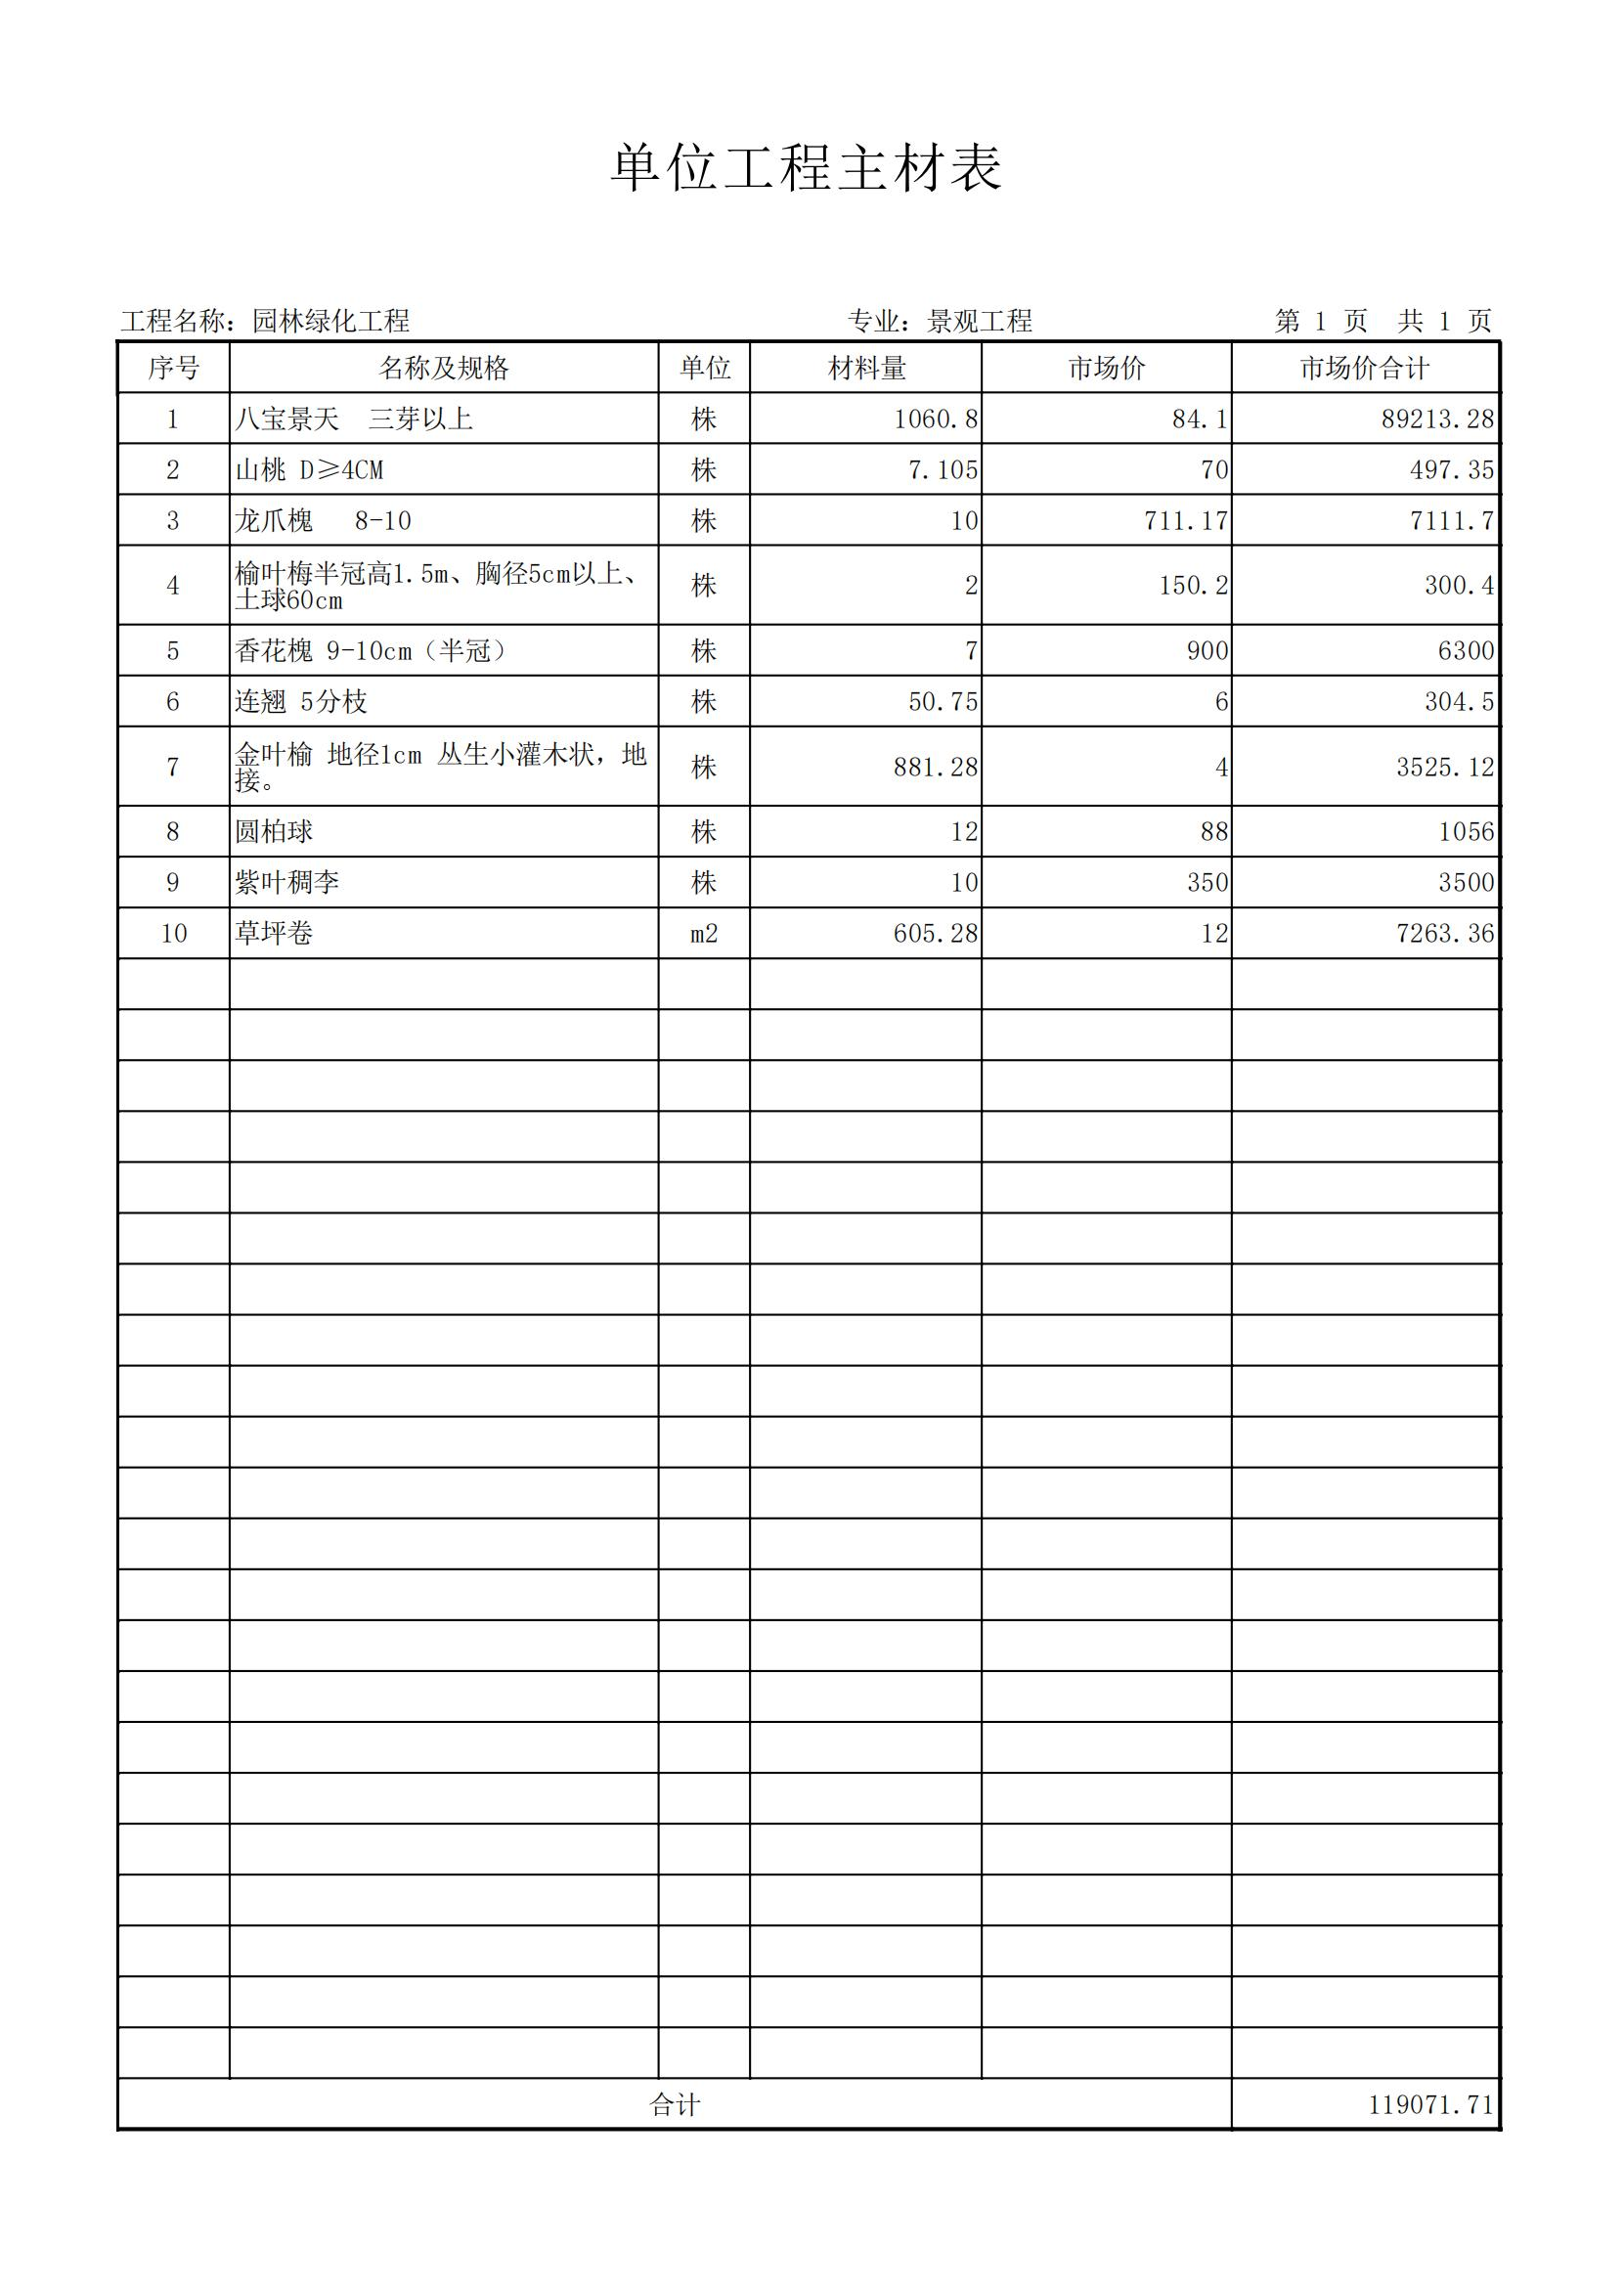 单位工程主材表
工程名称：园林绿化工程 专业：景观工程 第 1 页 共 1 页
序号 名称及规格 单位 材料量 市场价 市场价合计
1 八宝景天 三芽以上 株 1060.8 84.1 89213.28
2 山桃 D≥4CM 株 7.105 70 497.35
3 龙爪槐 8-10 株 10 711.17 7111.7
4 榆叶梅半冠高1.5m、胸径5cm以上、
土球60cm 株 2 150.2 300.4
5 香花槐 9-10cm（半冠） 株 7 900 6300
6 连翘 5分枝 株 50.75 6 304.5
7 金叶榆 地径1cm 丛生小灌木状，地
接。 株 881.28 4 3525.12
8 圆柏球 株 12 88 1056
9 紫叶稠李 株 10 350 3500
10 草坪卷 m2 605.28 12 7263.36
合计 119071.71